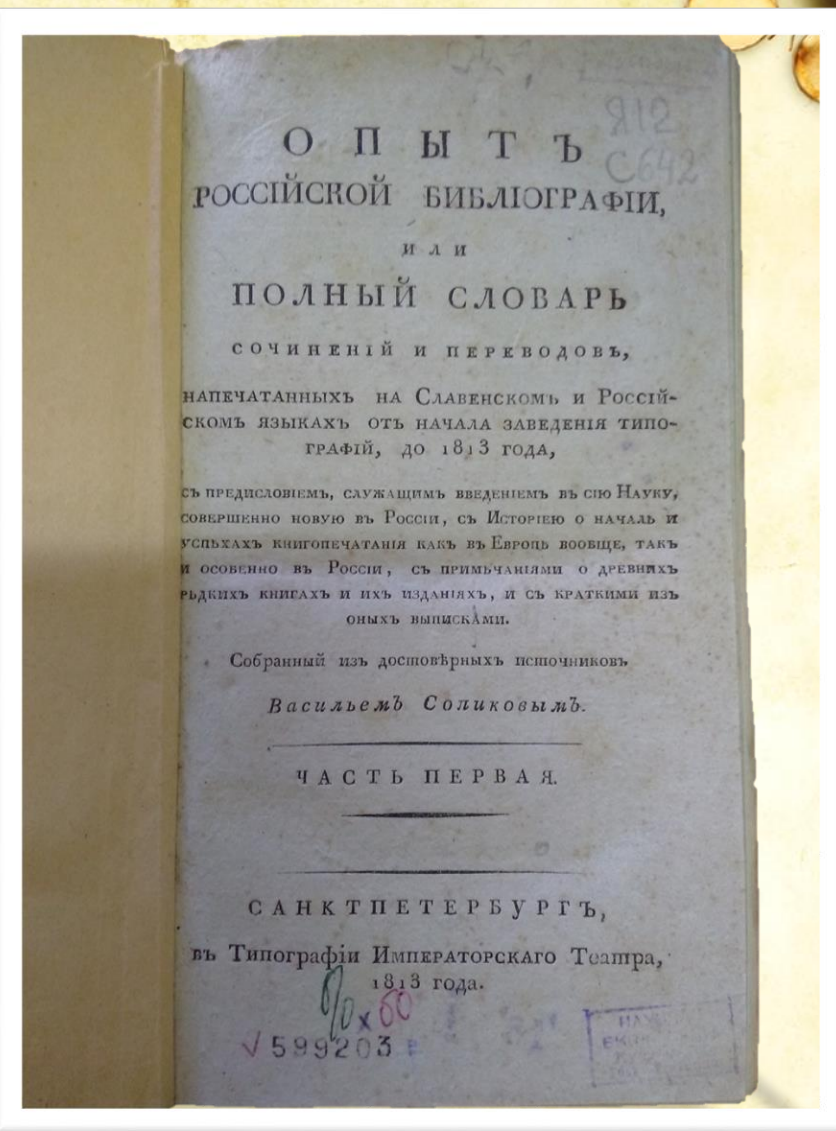 Я12
С642
ОПЫТЪ
РОССІЙСКОЙ БИБЛІОГРАФІИ,
ИЛИ
ПОЛНЫЙ СЛОВАРЬ
СОЧИНЕНІЙ И ПЕРЕВОДОВЪ,
НАПЕЧАТАННЫХЪ НА СЛАВЕНСКОМЪ И РОССІЙ-
СКОМЪ ЯЗЫКАХЪ ОТЪ НАЧАЛА ЗАВЕДЕНІЯ ТИПО-
ГРАФІЙ, ДО 1813 ГОДА,
СЪ ПРЕДИСЛОВІЕМЪ, СЛУЖАЩИМЪ ВВЕДЕНІЕМЪ ВЪ СІЮ НАУКУ,
СОВЕРШЕННО НОВУЮ ВЪ РОССІИ, СЪ ИСТОРІЕЮ О НАЧАЛѢ И
УСПѢХАХЪ КНИГОПЕЧАТАНІЯ КАКЪ ВЪ ЕВРОПѢ ВООБЩЕ, ТАКЪ
И ОСОБЕННО ВЪ РОССІИ, СЪ ПРИМѢЧАНІЯМИ О ДРЕВНИХЪ
РѢДКИХЪ КНИГАХЪ И ИХЪ ИЗДАНІЯХЪ, И СЪ КРАТКИМИ ИЗЪ
ОНЫХЪ ВЫПИСКАМИ.
Собранный изъ достовѣрныхъ источниковъ
Васильемъ Сопиковымъ.
ЧАСТЬ ПЕРВАЯ.
САНКТПЕТЕРБУРГЪ,
въ Типографіи ИМПЕРАТОРСКАГО Театра,
1813 года.
599203